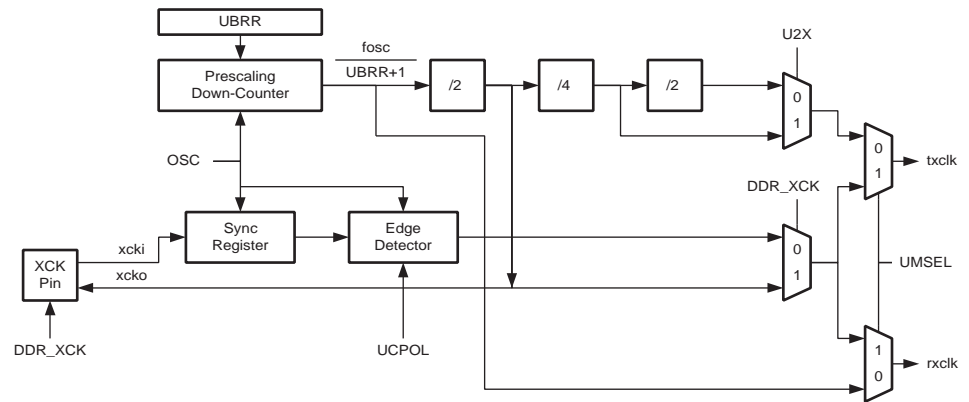 UBRR
fosc
UBRR+1
U2X
Prescaling
Down-Counter
/2
/4
/2
0
1
OSC
0
1
txclk
DDR_XCK
Sync
Register
Edge
Detector
0
1
xcki
XCK
Pin
xcko
UMSEL
DDR_XCK
UCPOL
1
0
rxclk